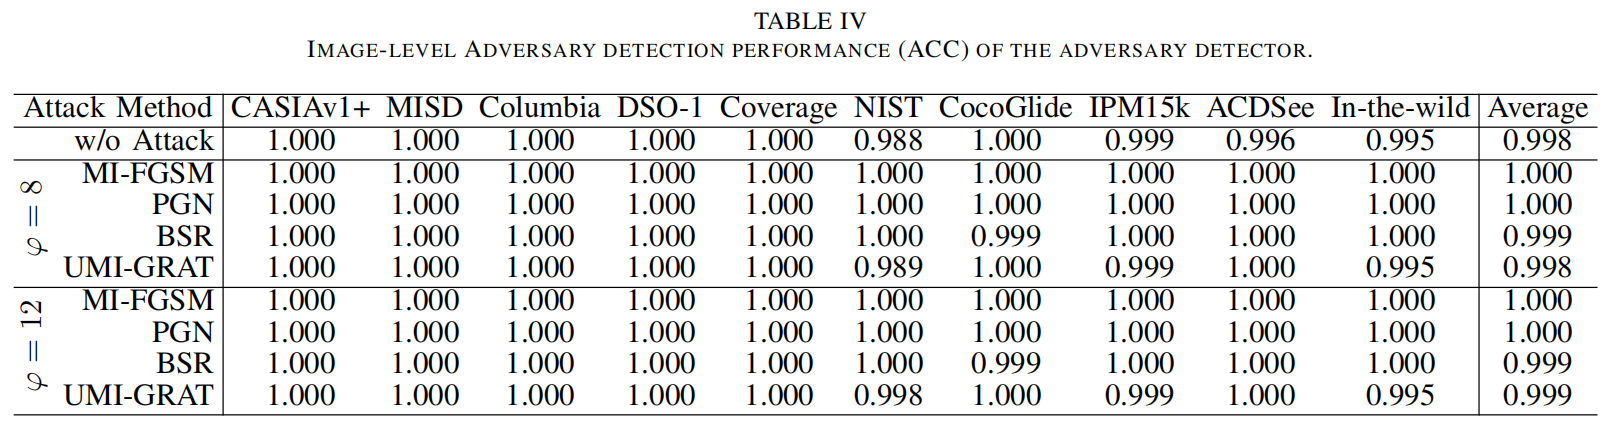 TABLE IV
IMAGE-LEVEL ADVERSARY DETECTION PERFORMANCE (ACC) OF THE ADVERSARY DETECTOR.
Attack Method CASIAv1+ MISD Columbia DSO-1 Coverage NIST CocoGlide IPM15k ACDSee In-the-wild Average
w/o Attack 1.000 1.000 1.000 1.000 1.000 0.988 1.000 0.999 0.996 0.995 0.998
φ = 8
MI-FGSM 1.000 1.000 1.000 1.000 1.000 1.000 1.000 1.000 1.000 1.000 1.000
PGN 1.000 1.000 1.000 1.000 1.000 1.000 1.000 1.000 1.000 1.000 1.000
BSR 1.000 1.000 1.000 1.000 1.000 1.000 0.999 1.000 1.000 1.000 0.999
UMI-GRAT 1.000 1.000 1.000 1.000 1.000 0.989 1.000 0.999 1.000 0.995 0.998
φ = 12
MI-FGSM 1.000 1.000 1.000 1.000 1.000 1.000 1.000 1.000 1.000 1.000 1.000
PGN 1.000 1.000 1.000 1.000 1.000 1.000 1.000 1.000 1.000 1.000 1.000
BSR 1.000 1.000 1.000 1.000 1.000 1.000 0.999 1.000 1.000 1.000 0.999
UMI-GRAT 1.000 1.000 1.000 1.000 1.000 0.998 1.000 0.999 1.000 0.995 0.999